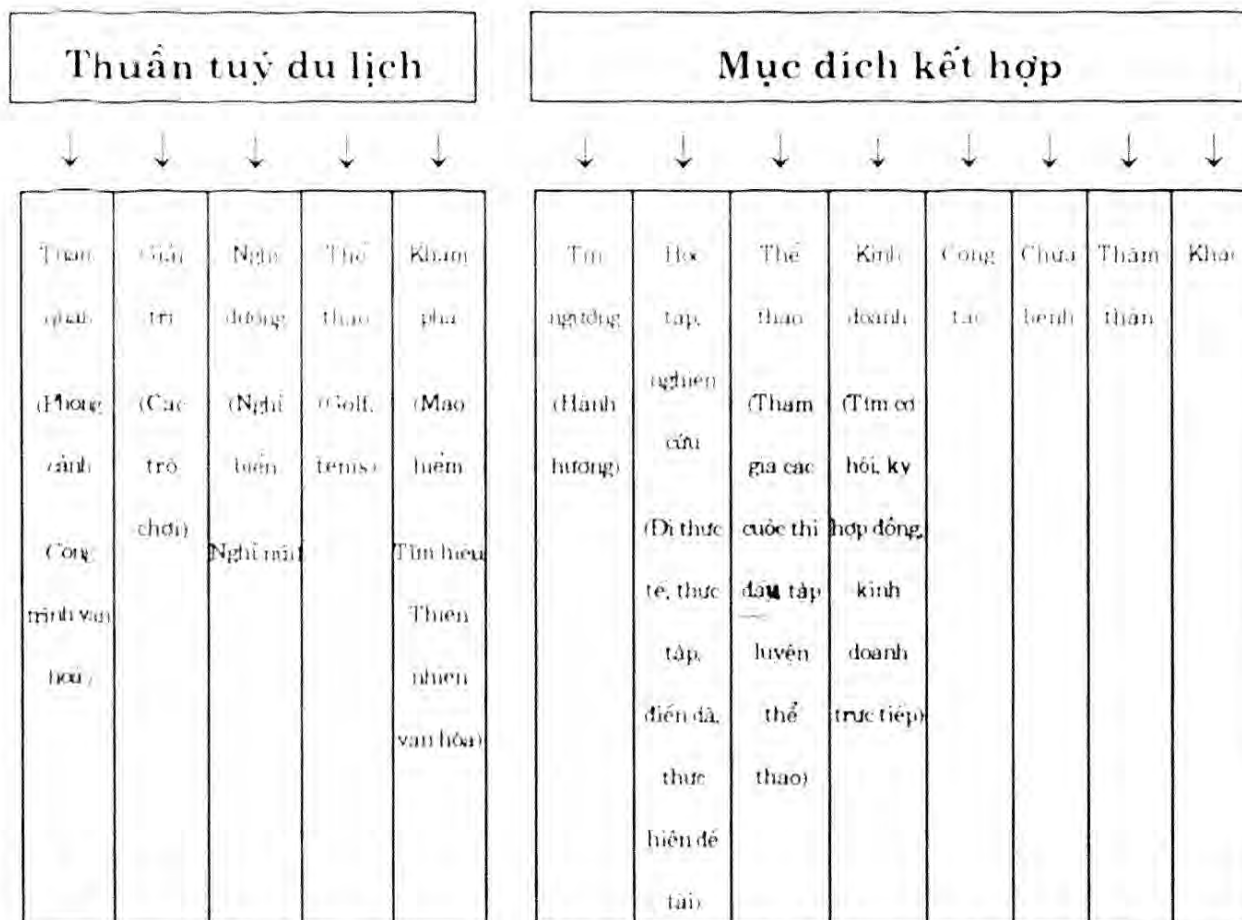 Thuần tuý du lịch
Mục đích kết hợp
Tham
quan
(Phong
cảnh
Công
trình văn
hoá)
Giải
trí
(Các
trò
chơi)
Nghỉ
dưỡng
(Nghỉ
biển,
Nghỉ núi)
Thể
thao
(Golf,
tenis)
Khám
phá
(Mạo
hiểm
Tìm hiểu
Thiên
nhiên
văn hóa)
Tín
ngưỡng
(Hành
hương)
Học
tập,
nghiên
cứu
(Đi thực
tế, thực
tập,
điền dã,
thực
hiện đề
tài)
Thể
thao
(Tham
gia các
cuộc thi
đấu, tập
luyện
thể
thao)
Kinh
doanh
(Tìm cơ
hội, ký
hợp đồng,
kinh
doanh
trực tiếp)
Công
tác
Chữa
bệnh
Thăm
thân
Khác